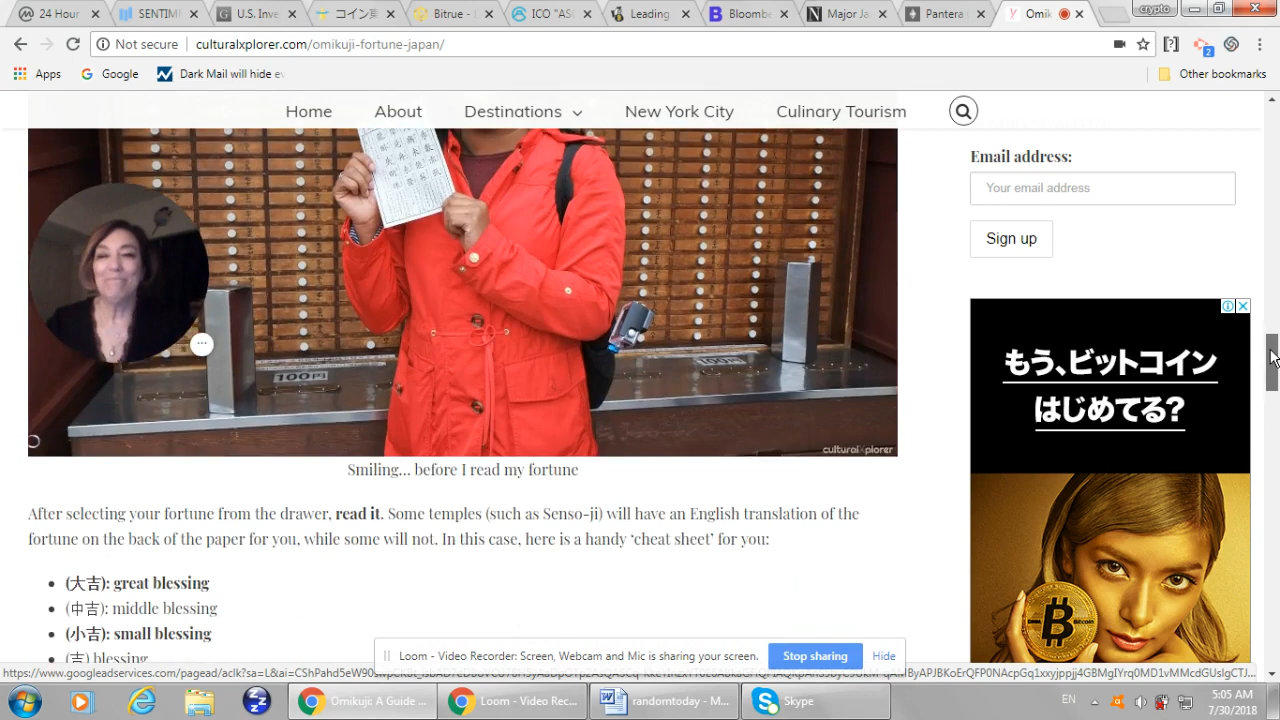 24 Hour
SENTIME
U.S. Inve
コイン東
Bitrue -
ICO "AS
Leading
Bloombe
Major Ja
Pantera
Omik
crypto
Not secure
culturalxplorer.com/omikuji-fortune-japan/
2
Apps
Google
Dark Mail will hide ev
Other bookmarks
Home
About
Destinations
New York City
Culinary Tourism
Email address:
Your email address
Sign up
100円
100円
culturalxplorer
もう、ビットコイン
はじめてる?
Smiling... before I read my fortune
After selecting your fortune from the drawer, read it. Some temples (such as Senso-ji) will have an English translation of the
fortune on the back of the paper for you, while some will not. In this case, here is a handy ‘cheat sheet’ for you:
(大吉): great blessing
(中吉): middle blessing
(小吉): small blessing
(吉) blessing
Loom - Video Recorder: Screen, Webcam and Mic is sharing your screen.
Stop sharing
Hide
Omikujc A Guide ...
Loom - Video Rec...
randomtoday - M...
Skype
EN
5:05 AM
7/30/2018